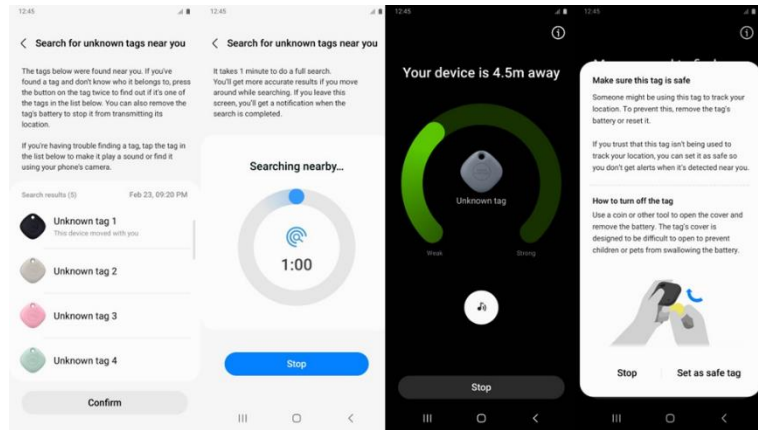 12:45
Search for unknown tags near you
The tags below were found near you. If you've
found a tag and don't know who it belongs to, press
the button on the tag twice to find out if it's one of
the tags in the list below. You can also remove the
tag's battery to stop it from transmitting its
location.
If you're having trouble finding a tag, tap the tag in
the list below to make it play a sound or find it
using your phone's camera.
Search results (5)
Feb 23, 09:20 PM
Unknown tag 1
This device moved with you
Unknown tag 2
Unknown tag 3
Unknown tag 4
Confirm
12:45
Search for unknown tags near you
It takes 1 minute to do a full search.
You'll get more accurate results if you move
around while searching. If you leave this
screen, you'll get a notification when the
search is completed.
Searching nearby...
1:00
Stop
12:45
Your device is 4.5m away
Unknown tag
Weak
Strong
Stop
12:45
Make sure this tag is safe
Someone might be using this tag to track your
location. To prevent this, remove the tag's
battery or reset it.
If you trust that this tag isn't being used to
track your location, you can set it as safe so
you don't get alerts when it's detected near you.
How to turn off the tag
Use a coin or other tool to open the cover and
remove the battery. The tag's cover is
designed to be difficult to open to prevent
children or pets from swallowing the battery.
Stop
Set as safe tag